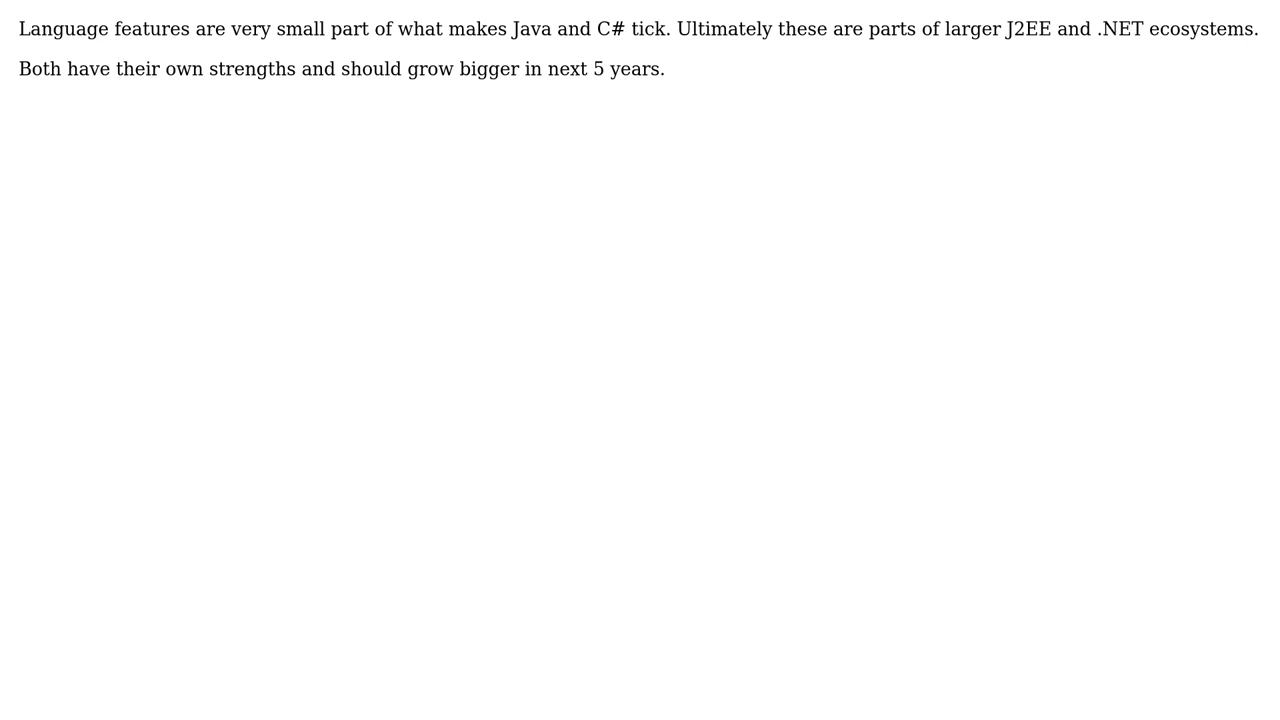 Language features are very small part of what makes Java and C# tick. Ultimately these are parts of larger J2EE and .NET ecosystems.
Both have their own strengths and should grow bigger in next 5 years.